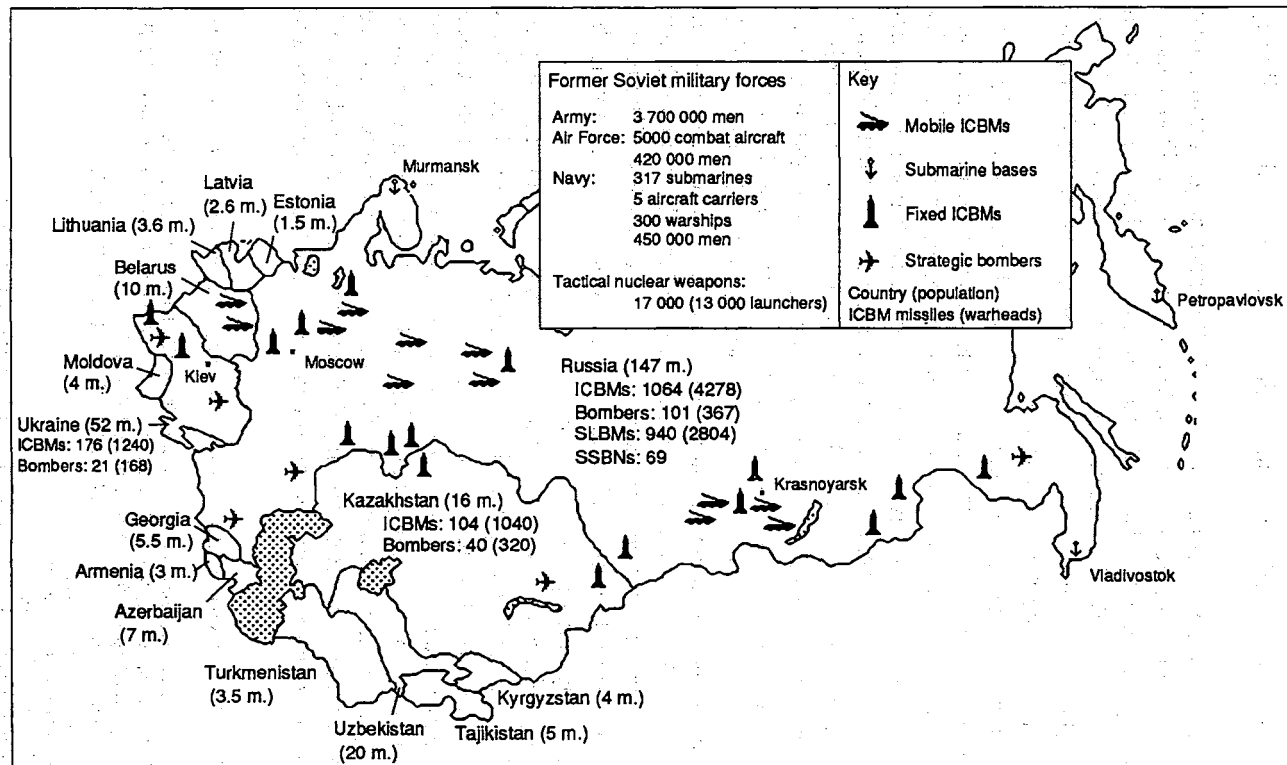 Former Soviet military forces
Army: 3 700 000 men
Air Force: 5000 combat aircraft
420 000 men
Navy: 317 submarines
5 aircraft carriers
300 warships
450 000 men
Tactical nuclear weapons:
17 000 (13 000 launchers)
Key
Mobile ICBMs
Submarine bases
Fixed ICBMs
Strategic bombers
Country (population)
ICBM missiles (warheads)
Murmansk
Latvia
(2.6 m.)
Estonia
(1.5 m.)
Lithuania (3.6 m.)
Belarus
(10 m.)
Petropavlovsk
Moscow
Moldova
(4 m.)
Kiev
Russia (147 m.)
ICBMs: 1064 (4278)
Bombers: 101 (367)
SLBMs: 940 (2804)
SSBNs: 69
Ukraine (52 m.)
ICBMs: 176 (1240)
Bombers: 21 (168)
Krasnoyarsk
Kazakhstan (16 m.)
ICBMs: 104 (1040)
Bombers: 40 (320)
Georgia
(5.5 m.)
Armenia (3 m.)
Azerbaijan
(7 m.)
Vladivostok
Turkmenistan
(3.5 m.)
Kyrgyzstan (4 m.)
Uzbekistan
(20 m.)
Tajikistan (5 m.)